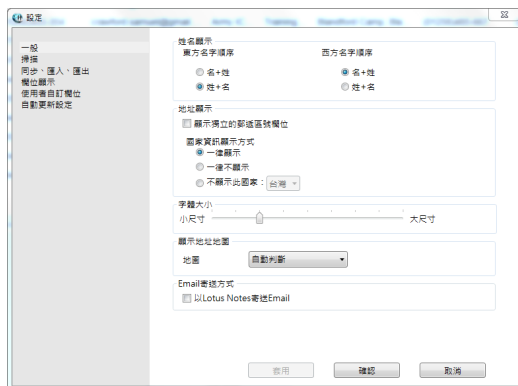 設定
一般
掃描
同步、匯入、匯出
欄位顯示
使用者自訂欄位
自動更新設定
姓名顯示
東方名字順序
西方名字順序
名+姓
名+姓
姓+名
姓+名
地址顯示
顯示獨立的郵遞區號欄位
國家資訊顯示方式
一律顯示
一律不顯示
不顯示此國家：
台灣
字體大小
小尺寸
大尺寸
顯示地址地圖
地圖
自動判斷
Email寄送方式
以Lotus Notes寄送Email
套用
確認
取消